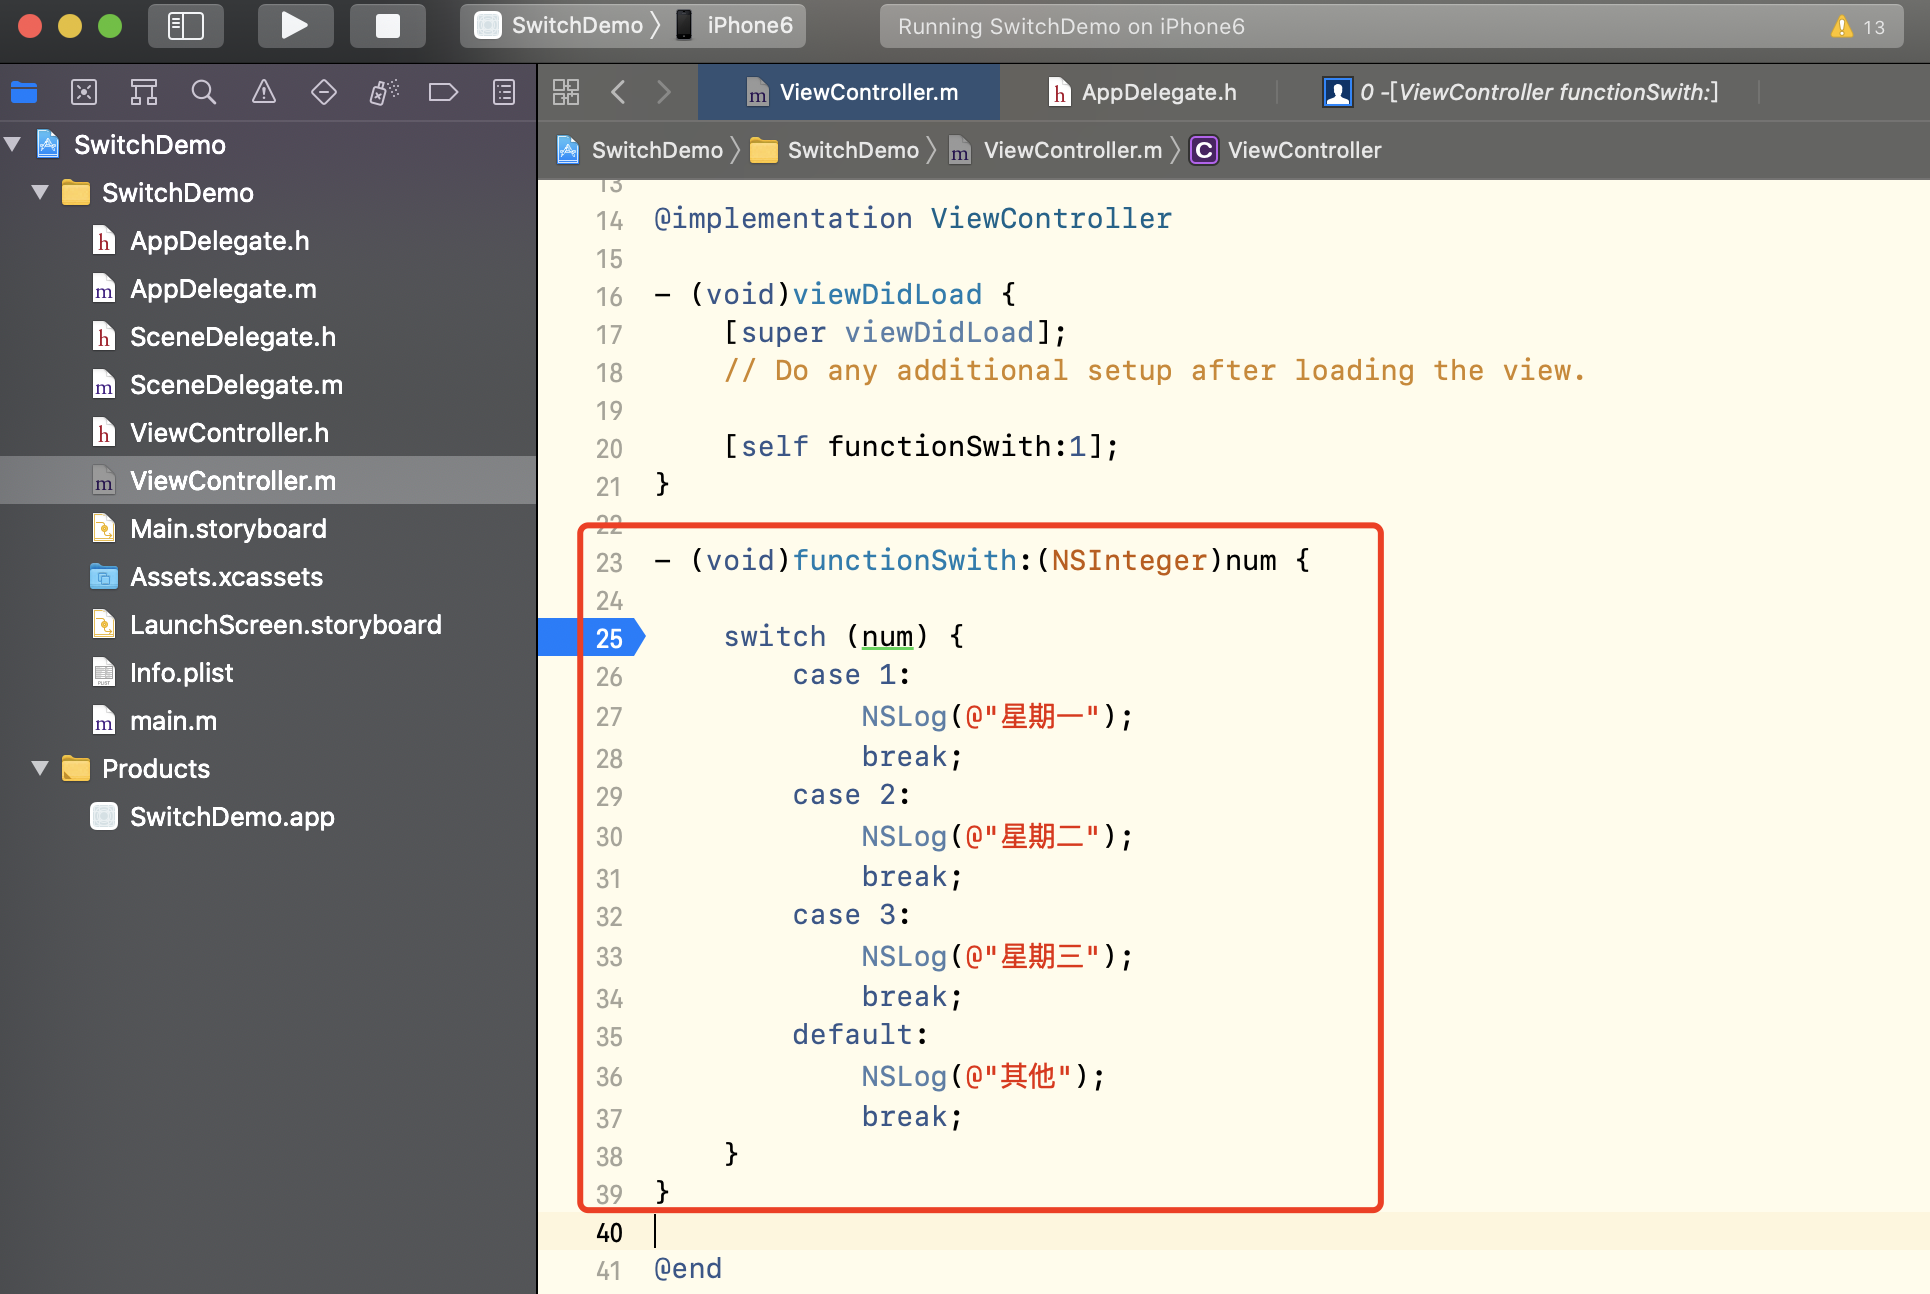 SwitchDemo 〉 iPhone6
Running SwitchDemo on iPhone6
13
ViewController.m
AppDelegate.h
0 -[ViewController functionSwith:]
SwitchDemo 〉 SwitchDemo 〉 m ViewController.m 〉 C ViewController
SwitchDemo
SwitchDemo
h AppDelegate.h
m AppDelegate.m
h SceneDelegate.h
m SceneDelegate.m
h ViewController.h
m ViewController.m
Main.storyboard
Assets.xcassets
LaunchScreen.storyboard
Info.plist
m main.m
Products
SwitchDemo.app
13
14 @implementation ViewController
15
16 - (void)viewDidLoad {
17 [super viewDidLoad];
18 // Do any additional setup after loading the view.
19
20 [self functionSwith:1];
21 }
22
23 - (void)functionSwith:(NSInteger)num {
24
25 switch (num) {
26 case 1:
27 NSLog(@"星期一");
28 break;
29 case 2:
30 NSLog(@"星期二");
31 break;
32 case 3:
33 NSLog(@"星期三");
34 break;
35 default:
36 NSLog(@"其他");
37 break;
38 }
39 }
40
41 @end